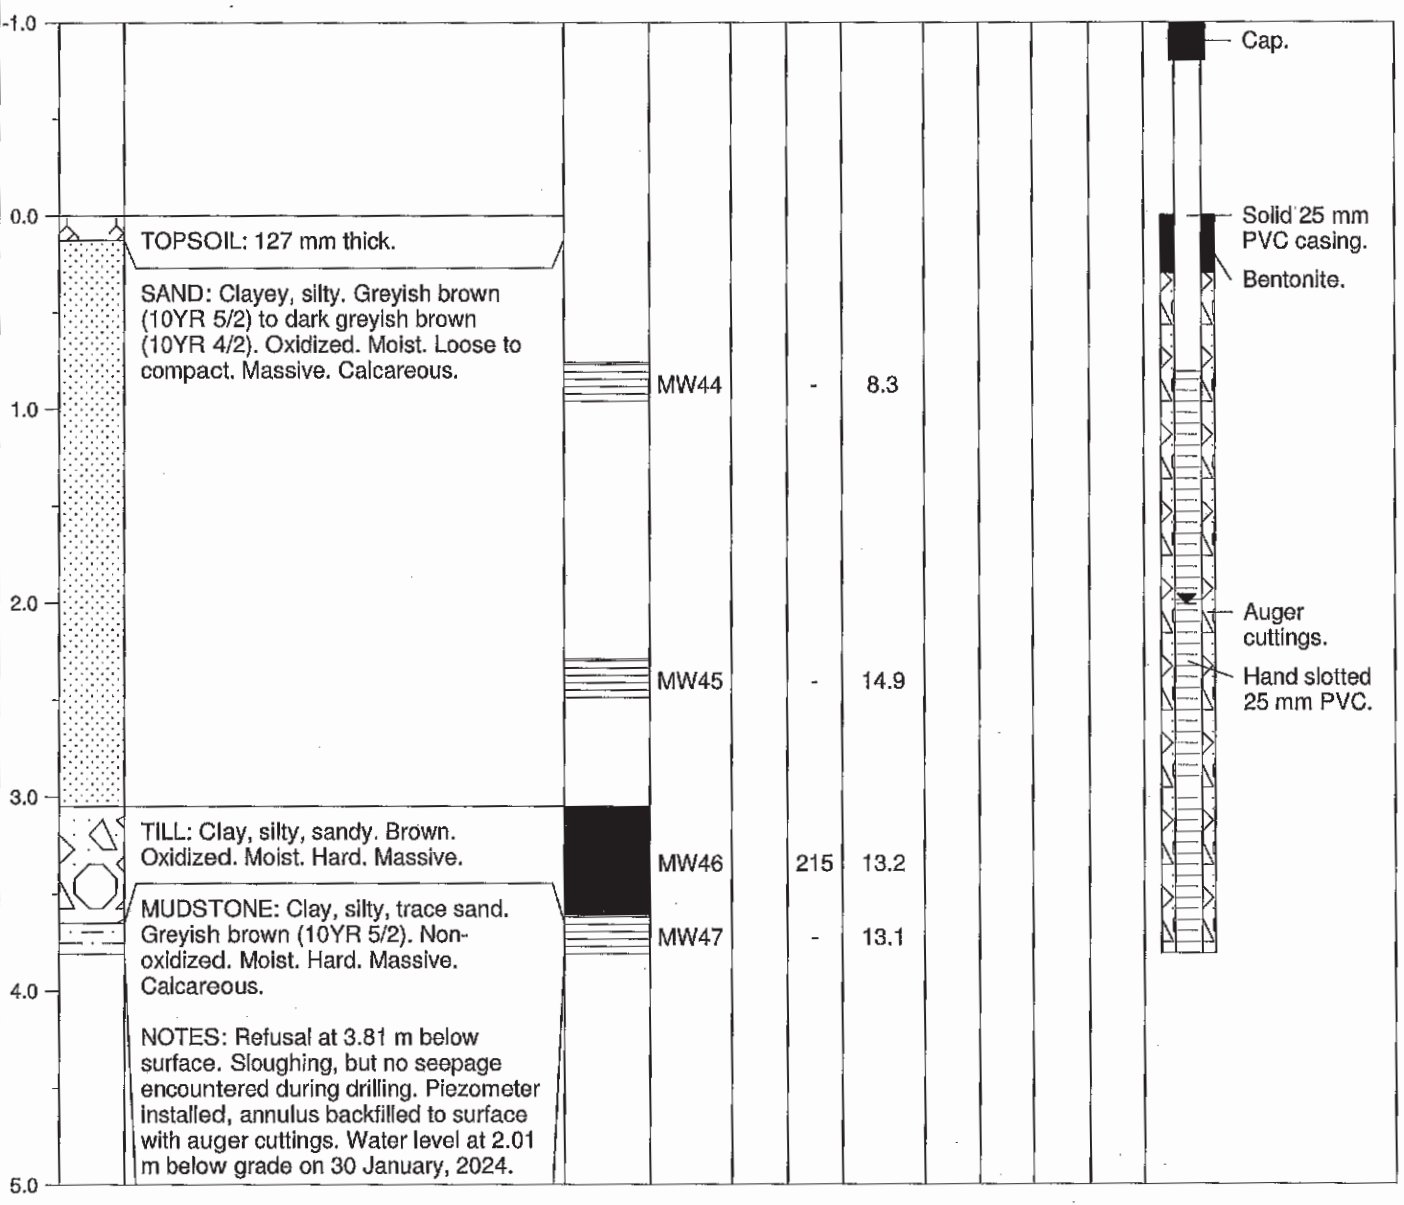 -1.0
Cap.
0.0
Solid 25 mm
PVC casing.
TOPSOIL: 127 mm thick.
Bentonite.
SAND: Clayey, silty. Greyish brown
(10YR 5/2) to dark greyish brown
(10YR 4/2). Oxidized. Moist. Loose to
compact. Massive. Calcareous.
MW44 - 8.3
1.0
2.0
Auger
cuttings.
MW45 - 14.9
Hand slotted
25 mm PVC.
3.0
TILL: Clay, silty, sandy. Brown.
Oxidized. Moist. Hard. Massive.
MW46 215 13.2
MUDSTONE: Clay, silty, trace sand.
Greyish brown (10YR 5/2). Non-
oxidized. Moist. Hard. Massive.
Calcareous.
MW47 - 13.1
4.0
NOTES: Refusal at 3.81 m below
surface. Sloughing, but no seepage
encountered during drilling. Piezometer
installed, annulus backfilled to surface
with auger cuttings. Water level at 2.01
m below grade on 30 January, 2024.
5.0